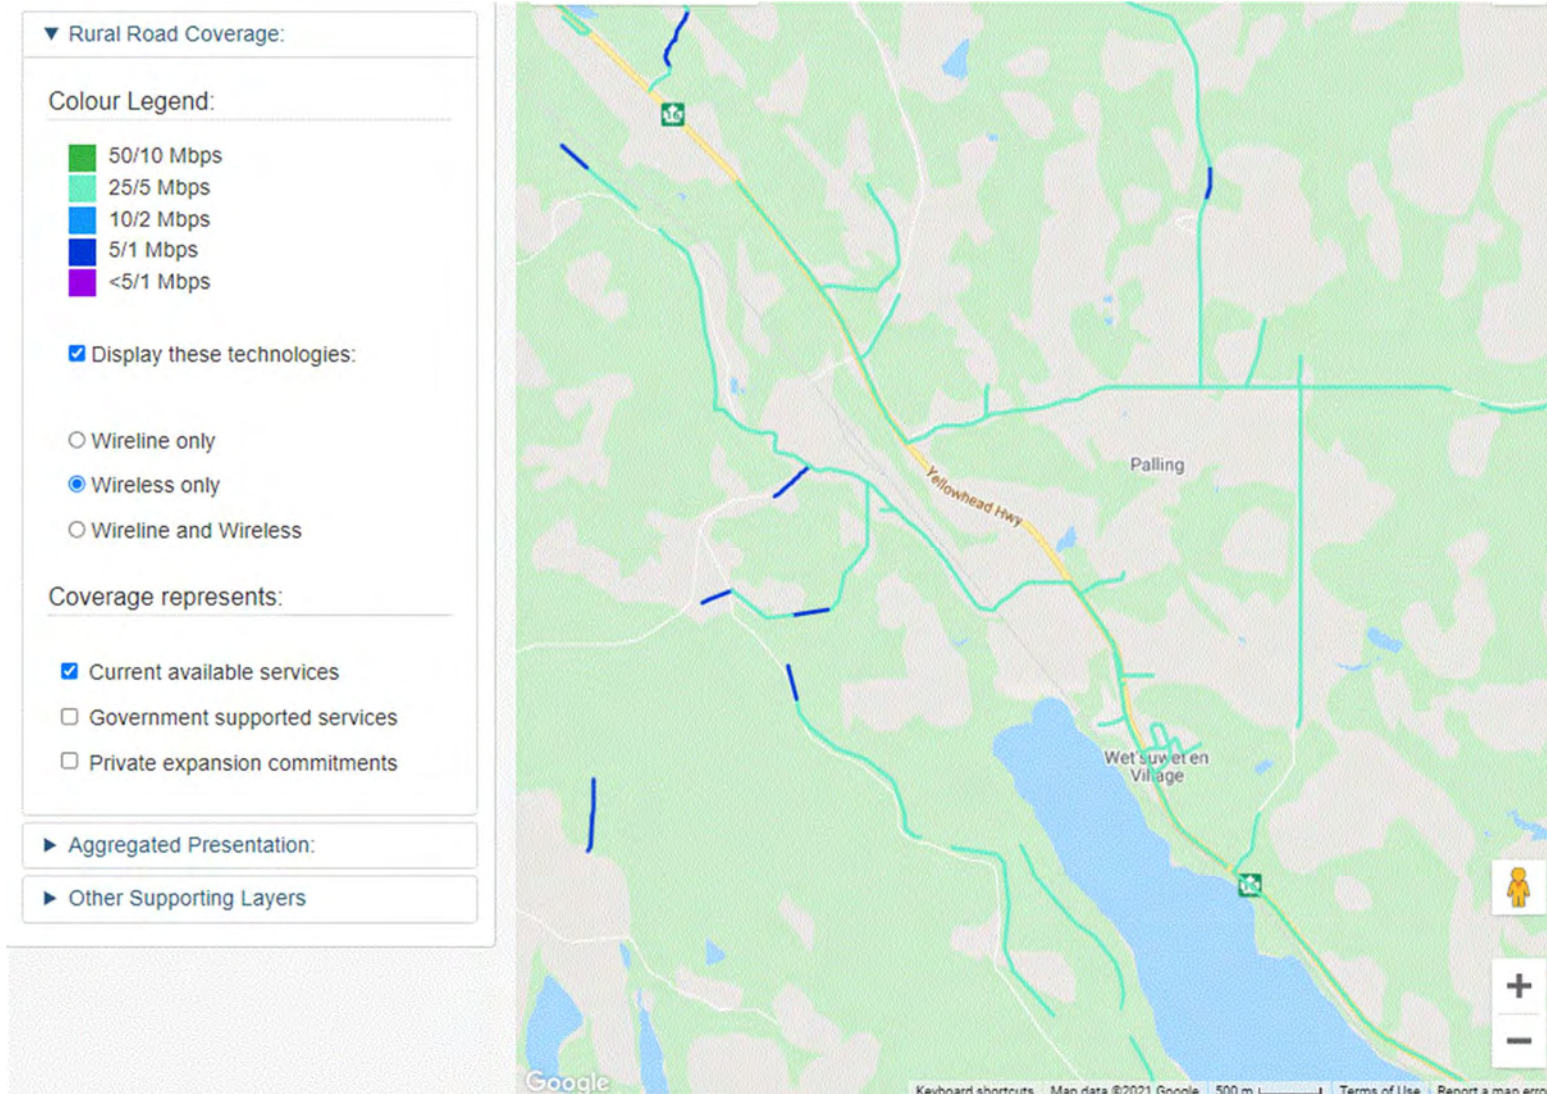 ▼ Rural Road Coverage:
Colour Legend:
50/10 Mbps
25/5 Mbps
10/2 Mbps
5/1 Mbps
<5/1 Mbps
Display these technologies:
Wireline only
Wireless only
Wireline and Wireless
Coverage represents:
Current available services
Government supported services
Private expansion commitments
▶ Aggregated Presentation:
▶ Other Supporting Layers
16
Palling
Yellowhead Hwy
Wet'suwet'en
Village
16
+
−
Google
Keyboard shortcuts Map data ©2021 Google 500 m Terms of Use Report a map erro